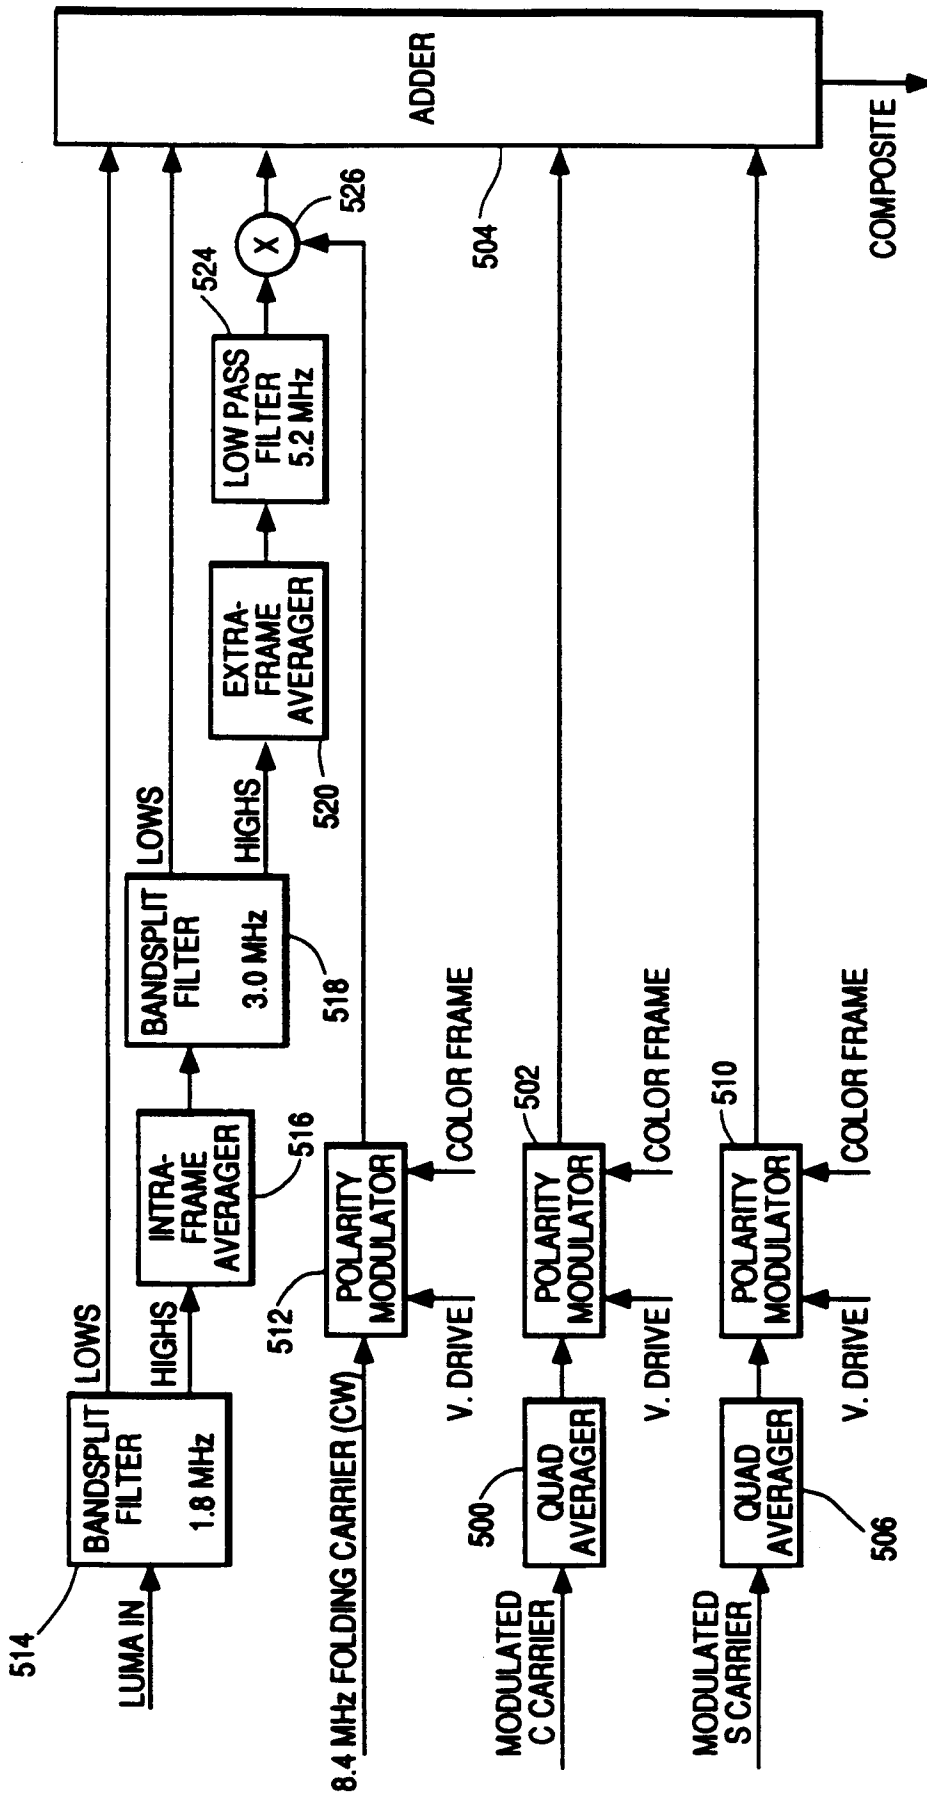 LUMA IN
514
BANDSPLIT
FILTER
1.8 MHz
LOWS
HIGHS
INTRA-
FRAME
AVERAGER
516
BANDSPLIT
FILTER
3.0 MHz
518
LOWS
HIGHS
EXTRA-
FRAME
AVERAGER
520
LOW PASS
FILTER
5.2 MHz
524
X
526
ADDER
504
COMPOSITE
8.4 MHz FOLDING CARRIER (CW)
512
POLARITY
MODULATOR
V. DRIVE
COLOR FRAME
MODULATED
C CARRIER
500
QUAD
AVERAGER
POLARITY
MODULATOR
502
V. DRIVE
COLOR FRAME
MODULATED
S CARRIER
QUAD
AVERAGER
506
POLARITY
MODULATOR
510
V. DRIVE
COLOR FRAME